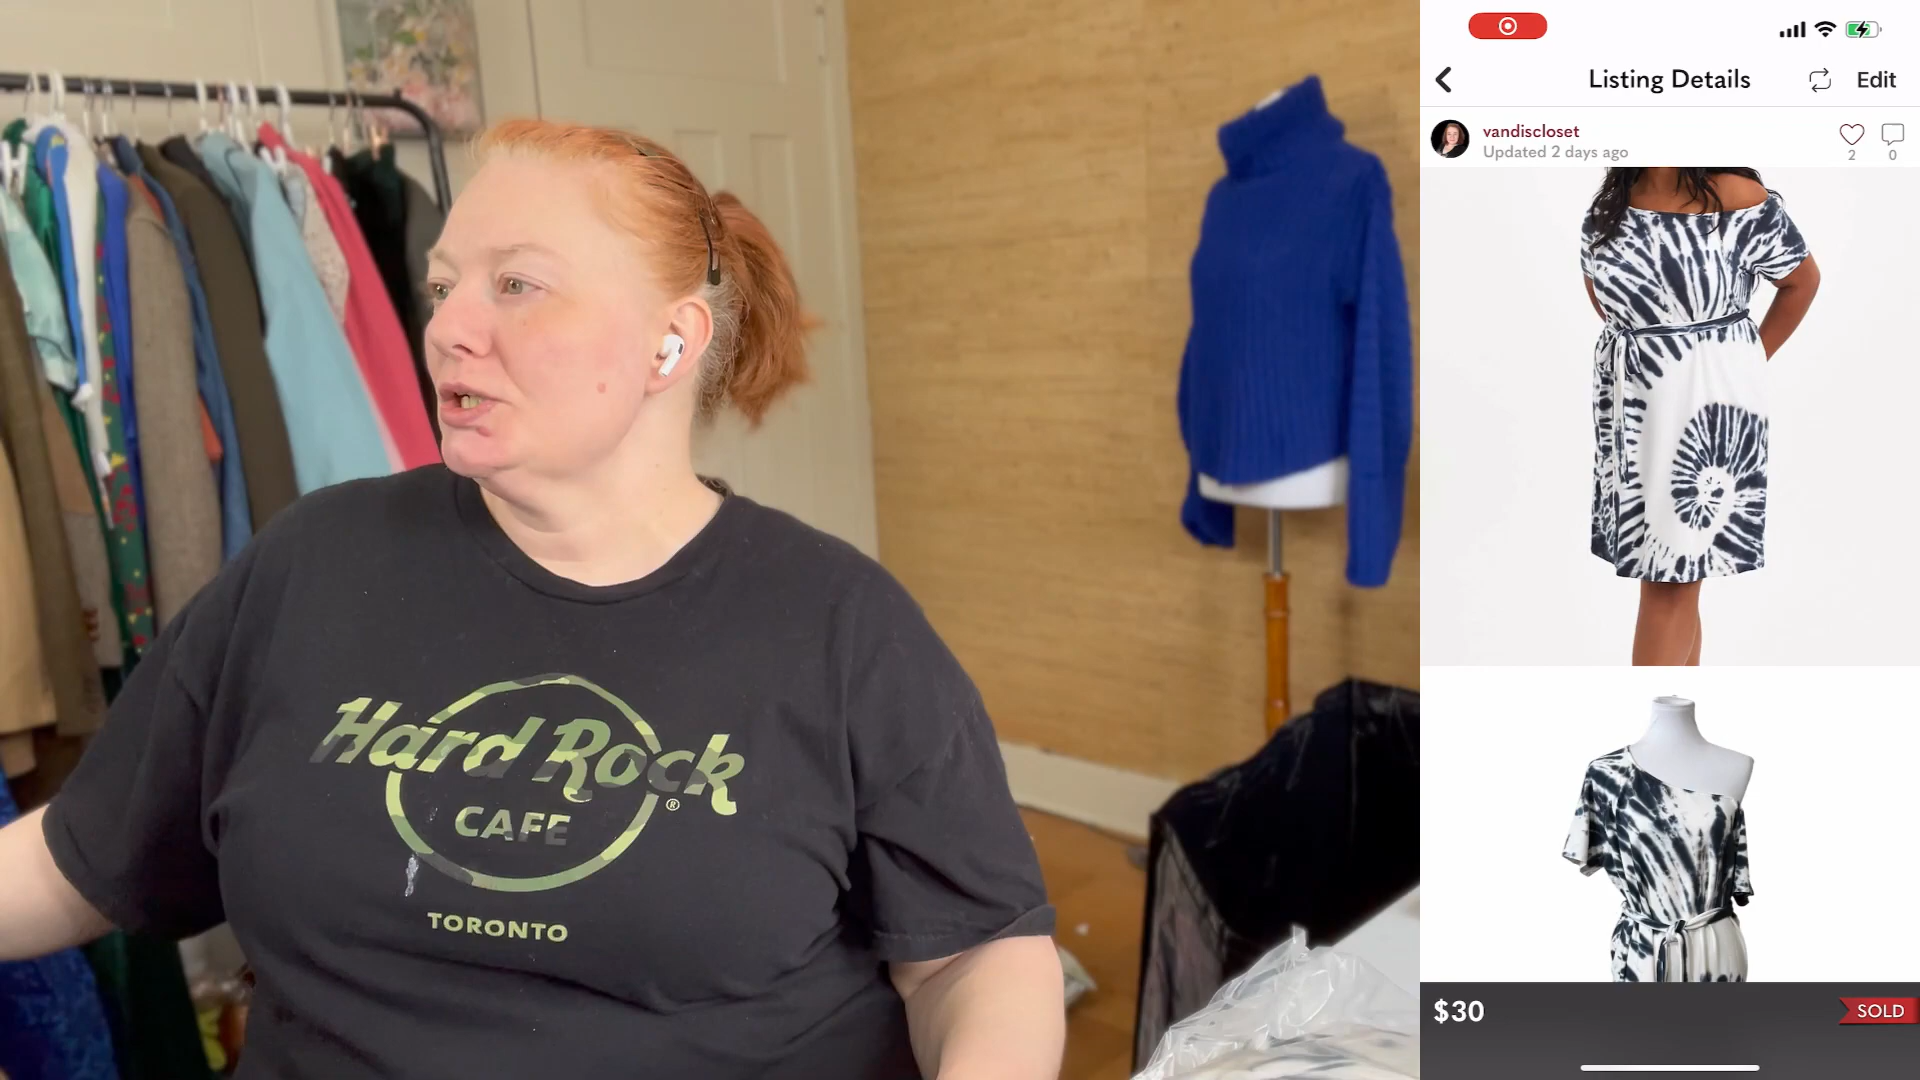 Hard Rock
®
CAFE
TORONTO
Listing Details
Edit
vandiscloset
Updated 2 days ago
2
0
$30
SOLD